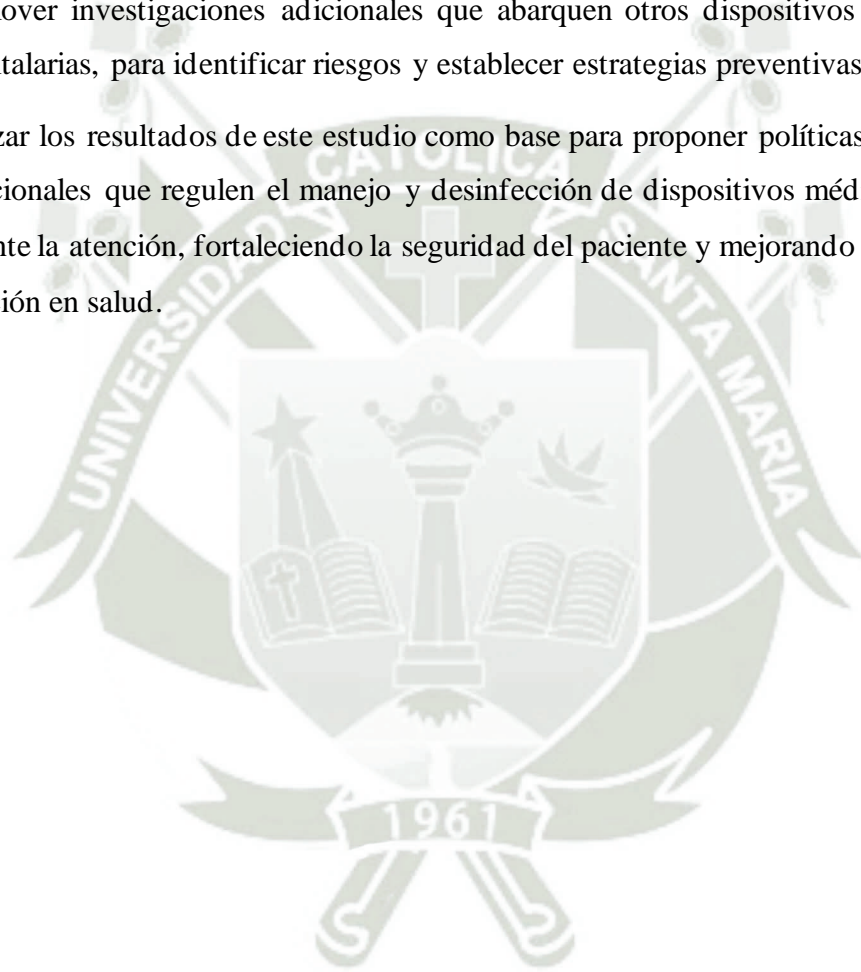 over investigaciones adicionales que abarquen otros dispositivos
talarias, para identificar riesgos y establecer estrategias preventivas
zar los resultados de este estudio como base para proponer políticas
cionales que regulen el manejo y desinfección de dispositivos méd
nte la atención, fortaleciendo la seguridad del paciente y mejorando
ción en salud.
UNIVERSIDAD CATOLICA SANTA MARIA
1961